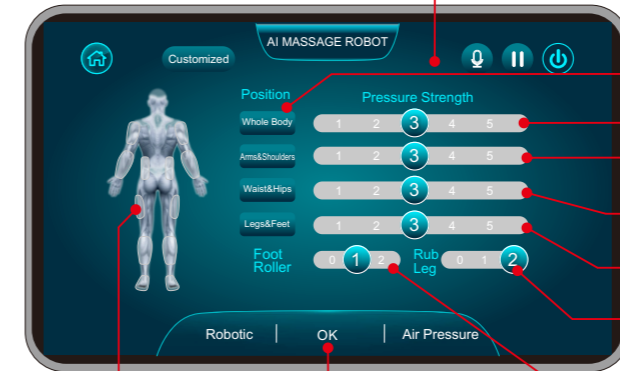 AI MASSAGE ROBOT
Customized
Position
Pressure Strength
Whole Body
1 2 3 4 5
Arms&Shoulders
1 2 3 4 5
Waist&Hips
1 2 3 4 5
Legs&Feet
1 2 3 4 5
Foot
Roller
0 1 2
Rub
Leg
0 1 2
Robotic | OK | Air Pressure